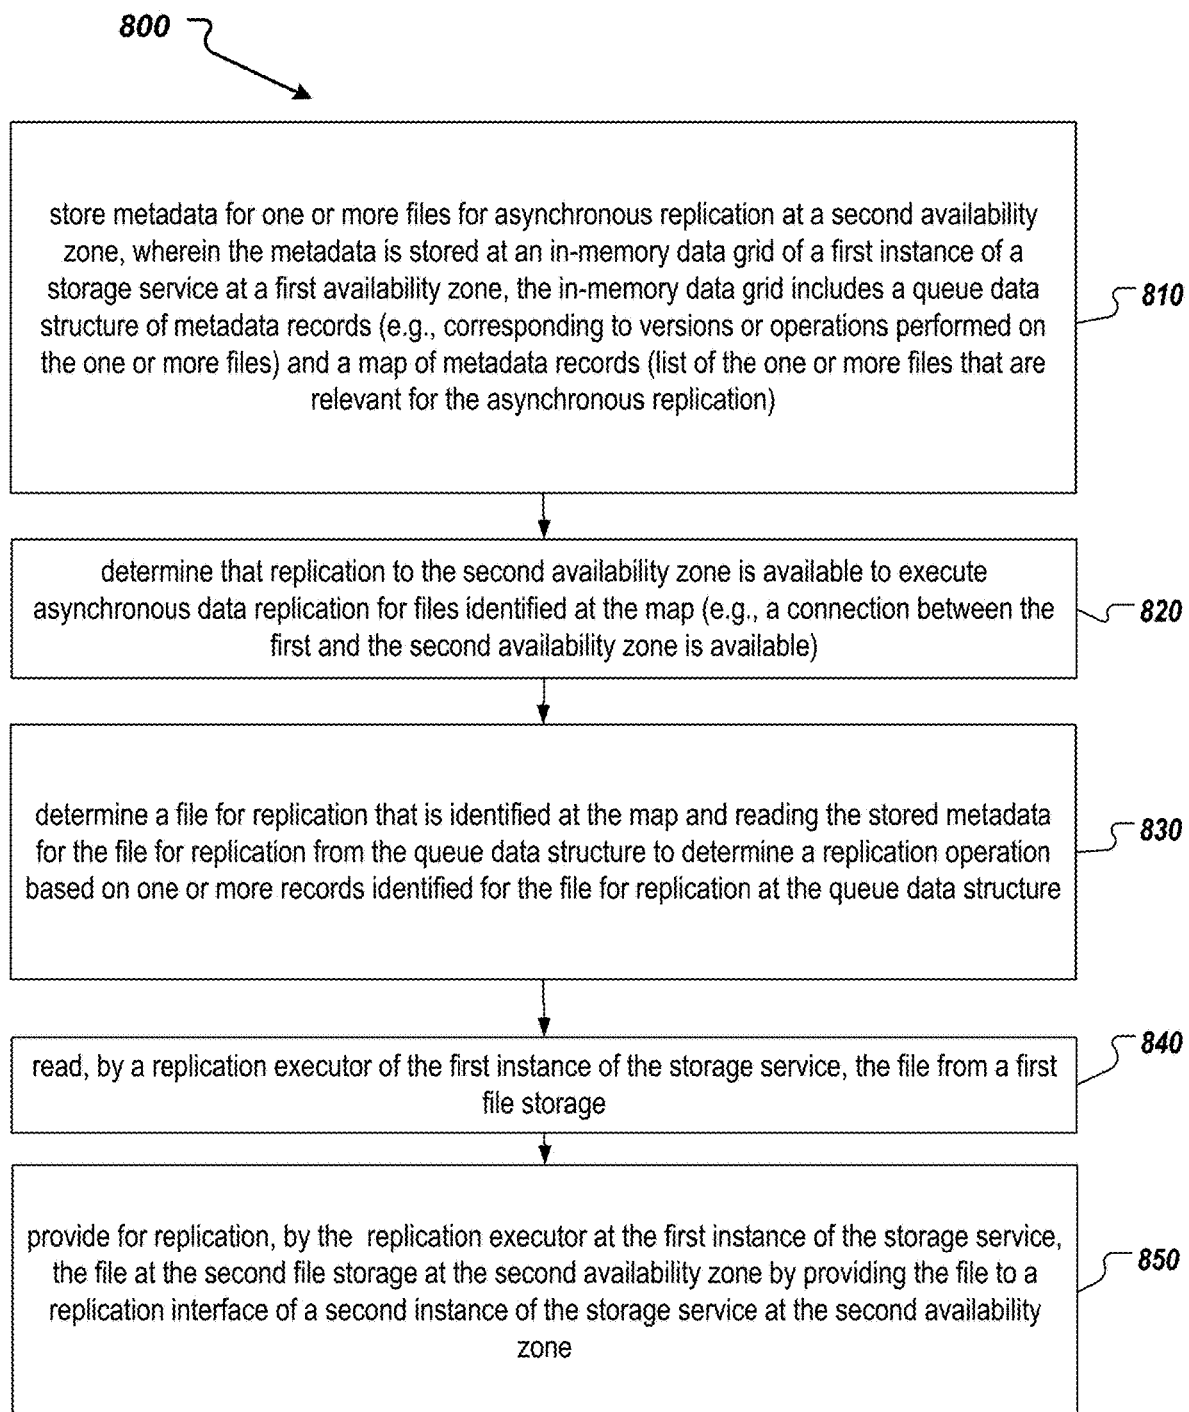 800
store metadata for one or more files for asynchronous replication at a second availability
zone, wherein the metadata is stored at an in-memory data grid of a first instance of a
storage service at a first availability zone, the in-memory data grid includes a queue data
structure of metadata records (e.g., corresponding to versions or operations performed on
the one or more files) and a map of metadata records (list of the one or more files that are
relevant for the asynchronous replication)
810
determine that replication to the second availability zone is available to execute
asynchronous data replication for files identified at the map (e.g., a connection between the
first and the second availability zone is available)
820
determine a file for replication that is identified at the map and reading the stored metadata
for the file for replication from the queue data structure to determine a replication operation
based on one or more records identified for the file for replication at the queue data structure
830
read, by a replication executor of the first instance of the storage service, the file from a first
file storage
840
provide for replication, by the replication executor at the first instance of the storage service,
the file at the second file storage at the second availability zone by providing the file to a
replication interface of a second instance of the storage service at the second availability
zone
850